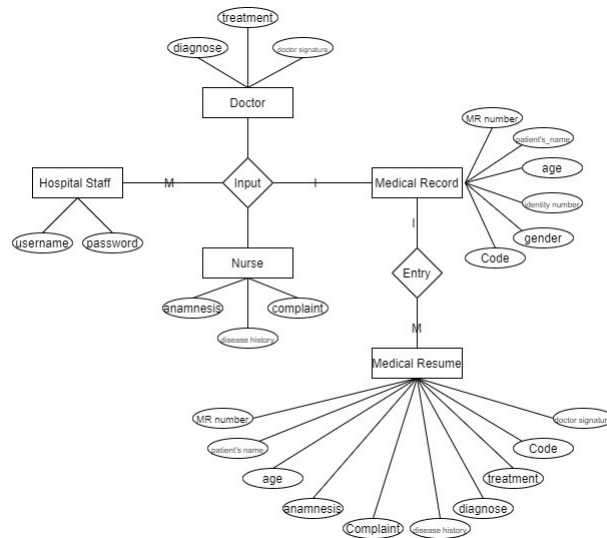 treatment
diagnose
doctor signature
Doctor
MR number
patient's_name
age
identity number
gender
Code
Hospital Staff
M
Input
I
Medical Record
username
password
Nurse
anamnesis
complaint
disease history
I
Entry
M
Medical Resume
MR number
patient's name
age
anamnesis
Complaint
disease history
diagnose
treatment
Code
doctor signatur